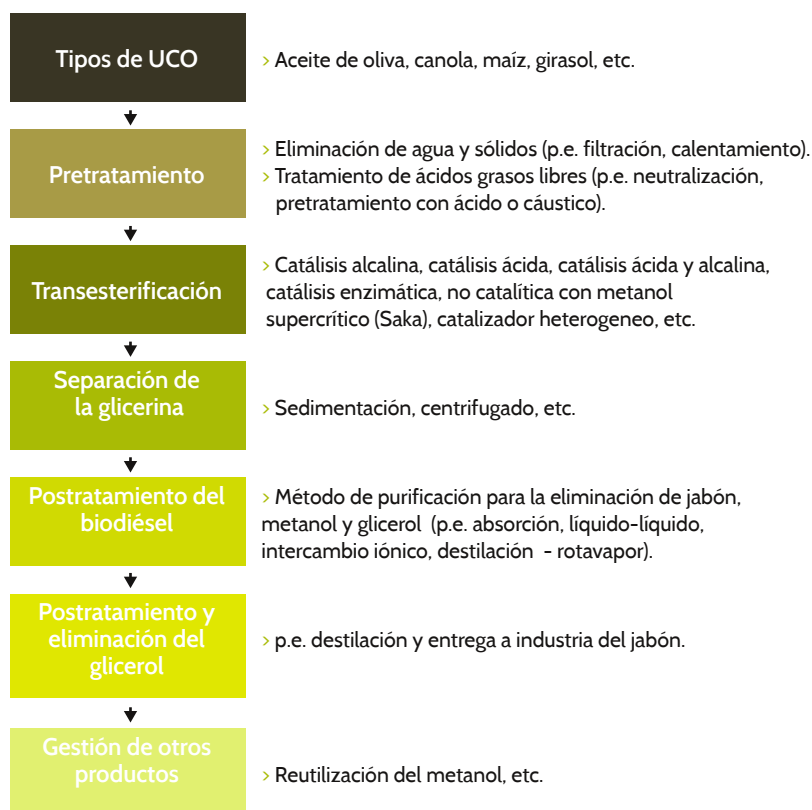 Tipos de UCO
> Aceite de oliva, canola, maíz, girasol, etc.
Pretratamiento
> Eliminación de agua y sólidos (p.e. filtración, calentamiento).
> Tratamiento de ácidos grasos libres (p.e. neutralización,
pretratamiento con ácido o cáustico).
Transesterificación
> Catálisis alcalina, catálisis ácida, catálisis ácida y alcalina,
catálisis enzimática, no catalítica con metanol
supercrítico (Saka), catalizador heterogeneo, etc.
Separación de
la glicerina
> Sedimentación, centrifugado, etc.
Postratamiento del
biodiésel
> Método de purificación para la eliminación de jabón,
metanol y glicerol (p.e. absorción, líquido-líquido,
intercambio iónico, destilación - rotavapor).
Postratamiento y
eliminación del
glicerol
> p.e. destilación y entrega a industria del jabón.
Gestión de otros
productos
> Reutilización del metanol, etc.